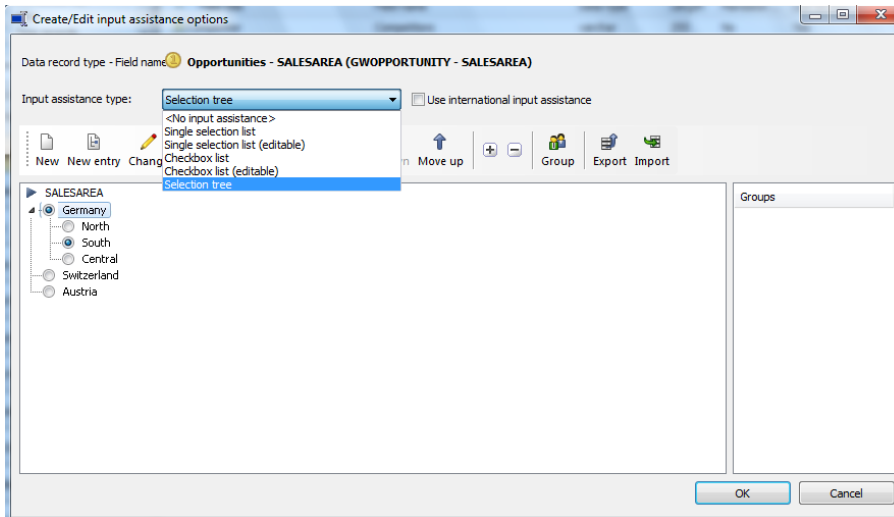 Create/Edit input assistance options
Data record type - Field name 1 Opportunities - SALESAREA (GWOPPORTUNITY - SALESAREA)
Input assistance type: Selection tree Use international input assistance
<No input assistance>
Single selection list
Single selection list (editable)
Checkbox list
Checkbox list (editable)
Selection tree
New New entry Chang Move up Group Export Import
SALESAREA
Germany
North
South
Central
Switzerland
Austria
Groups
OK Cancel